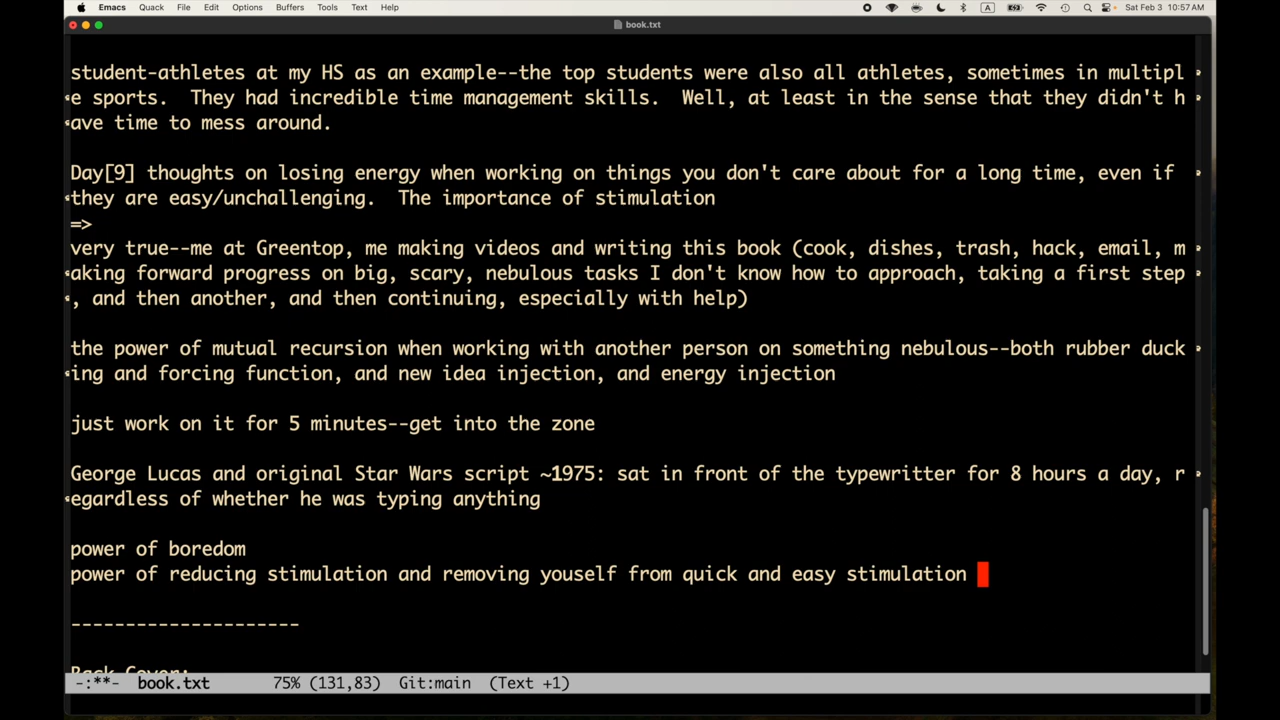 Emacs Quack File Edit Options Buffers Tools Text Help A 62 Sat Feb 3 10:57 AM
book.txt
student-athletes at my HS as an example--the top students were also all athletes, sometimes in multipl
e sports.  They had incredible time management skills.  Well, at least in the sense that they didn't h
ave time to mess around.
Day[9] thoughts on losing energy when working on things you don't care about for a long time, even if
they are easy/unchallenging.  The importance of stimulation
=>
very true--me at Greentop, me making videos and writing this book (cook, dishes, trash, hack, email, m
aking forward progress on big, scary, nebulous tasks I don't know how to approach, taking a first step
, and then another, and then continuing, especially with help)
the power of mutual recursion when working with another person on something nebulous--both rubber duck
ing and forcing function, and new idea injection, and energy injection
just work on it for 5 minutes--get into the zone
George Lucas and original Star Wars script ~1975: sat in front of the typewritter for 8 hours a day, r
egardless of whether he was typing anything
power of boredom
power of reducing stimulation and removing youself from quick and easy stimulation
---------------------
Back Cover:
-:**-  book.txt      75% (131,83)  Git:main  (Text +1)